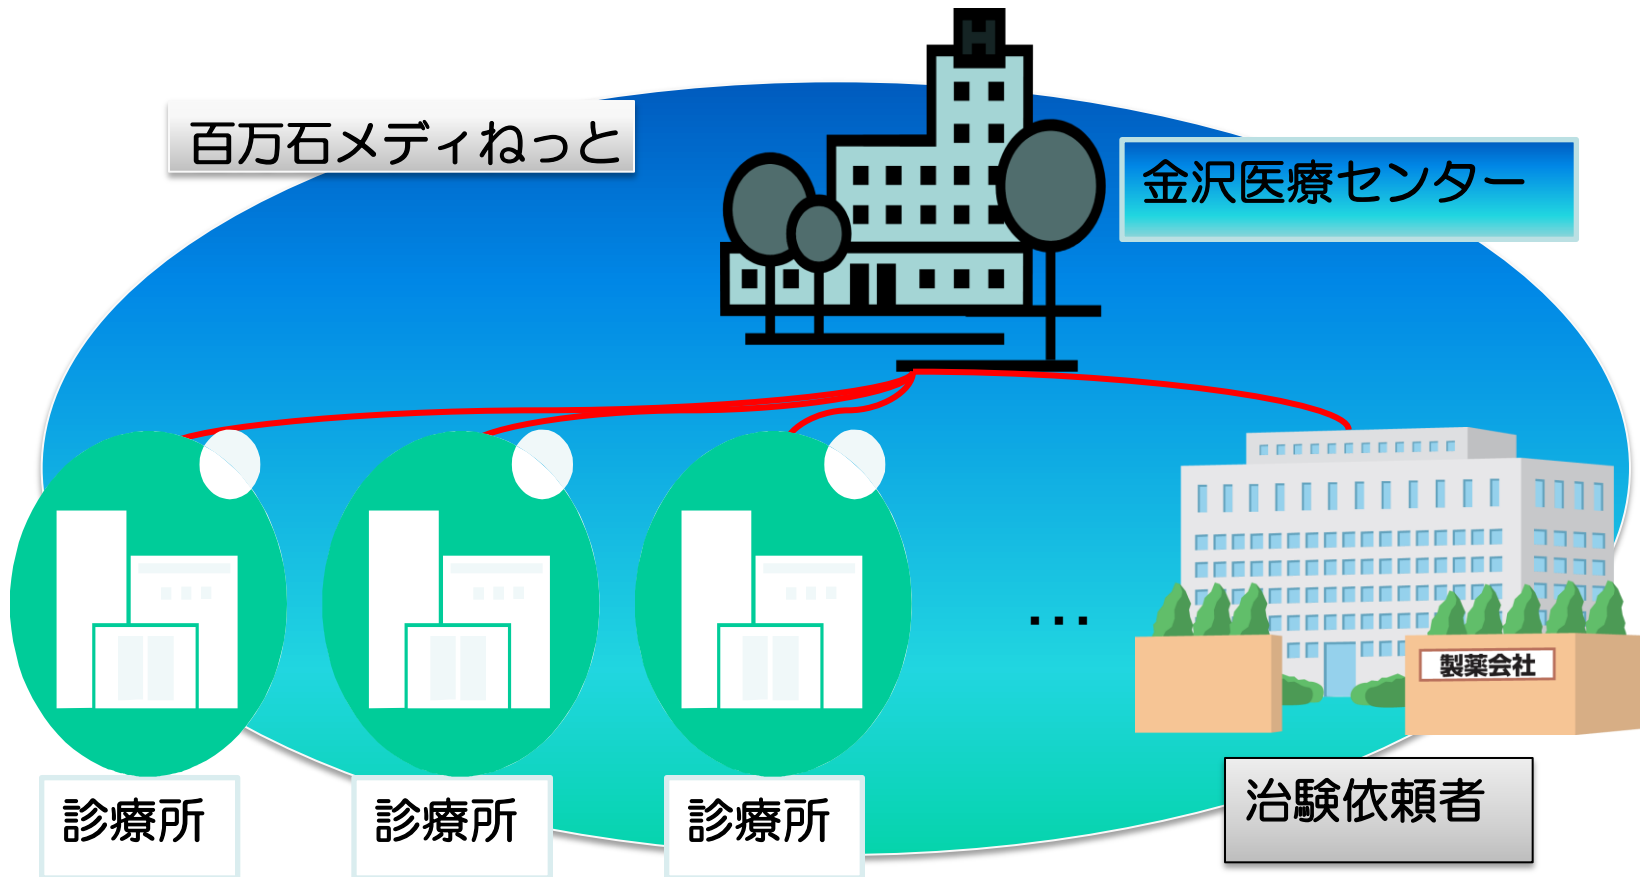 百万石メディねっと
金沢医療センター
…
製薬会社
診療所
診療所
診療所
治験依頼者